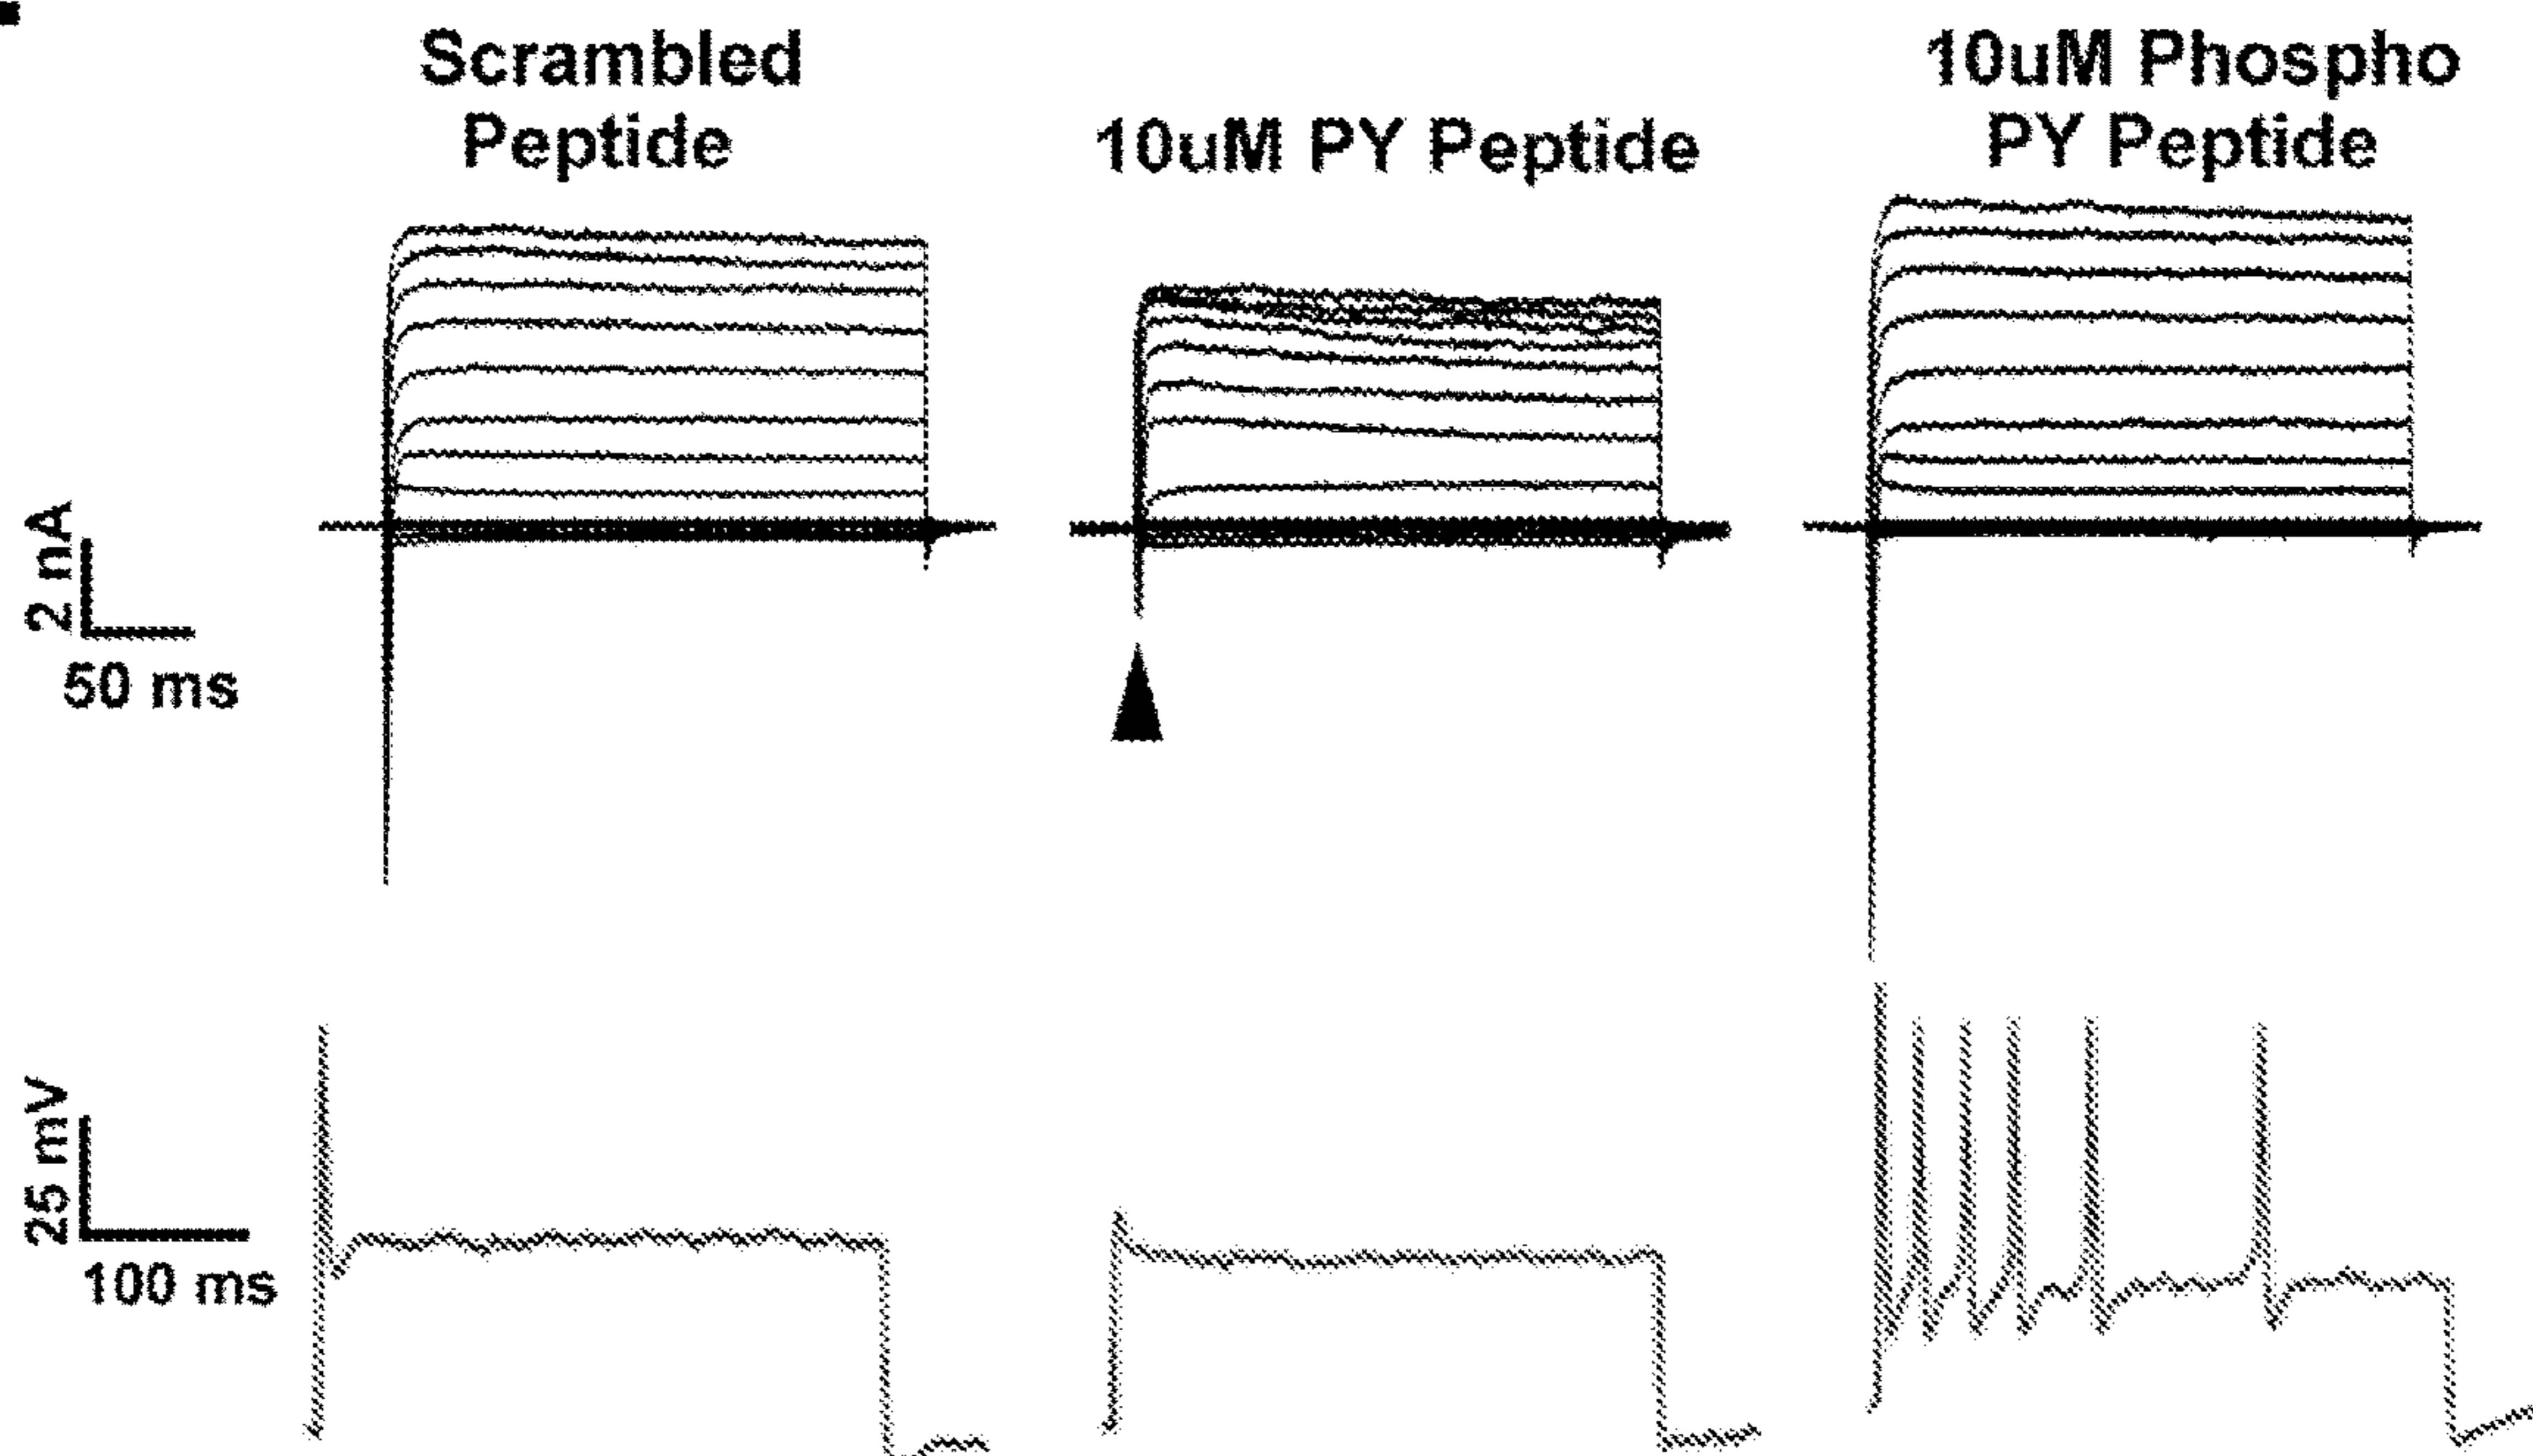 Scrambled
Peptide
10uM PY Peptide
10uM Phospho
PY Peptide
2 nA
50 ms
25 mV
100 ms